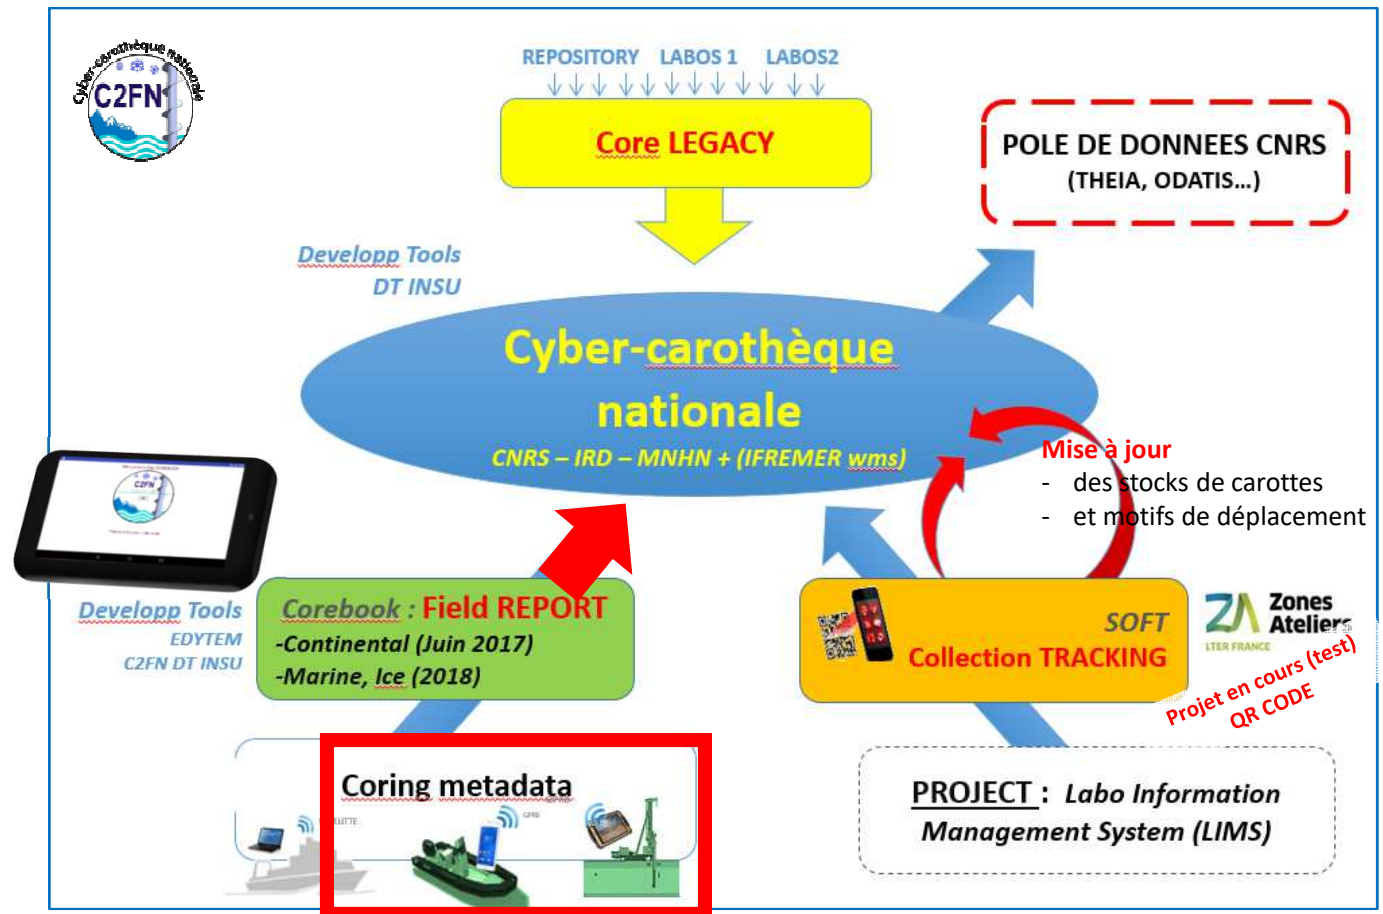 Cyber-carothèque nationale
C2FN
REPOSITORY LABOS 1 LABOS2
Core LEGACY
POLE DE DONNEES CNRS
(THEIA, ODATIS...)
Developp Tools
DT INSU
Cyber-carothèque
nationale
CNRS – IRD – MNHN + (IFREMER wms)
Mise à jour
- des stocks de carottes
- et motifs de déplacement
C2FN
Developp Tools
EDYTEM
C2FN DT INSU
Corebook : Field REPORT
-Continental (Juin 2017)
-Marine, Ice (2018)
SOFT
Collection TRACKING
ZA Zones
Ateliers
LTER FRANCE
Projet en cours (test)
QR CODE
Coring metadata
GPRS
PROJECT : Labo Information
Management System (LIMS)